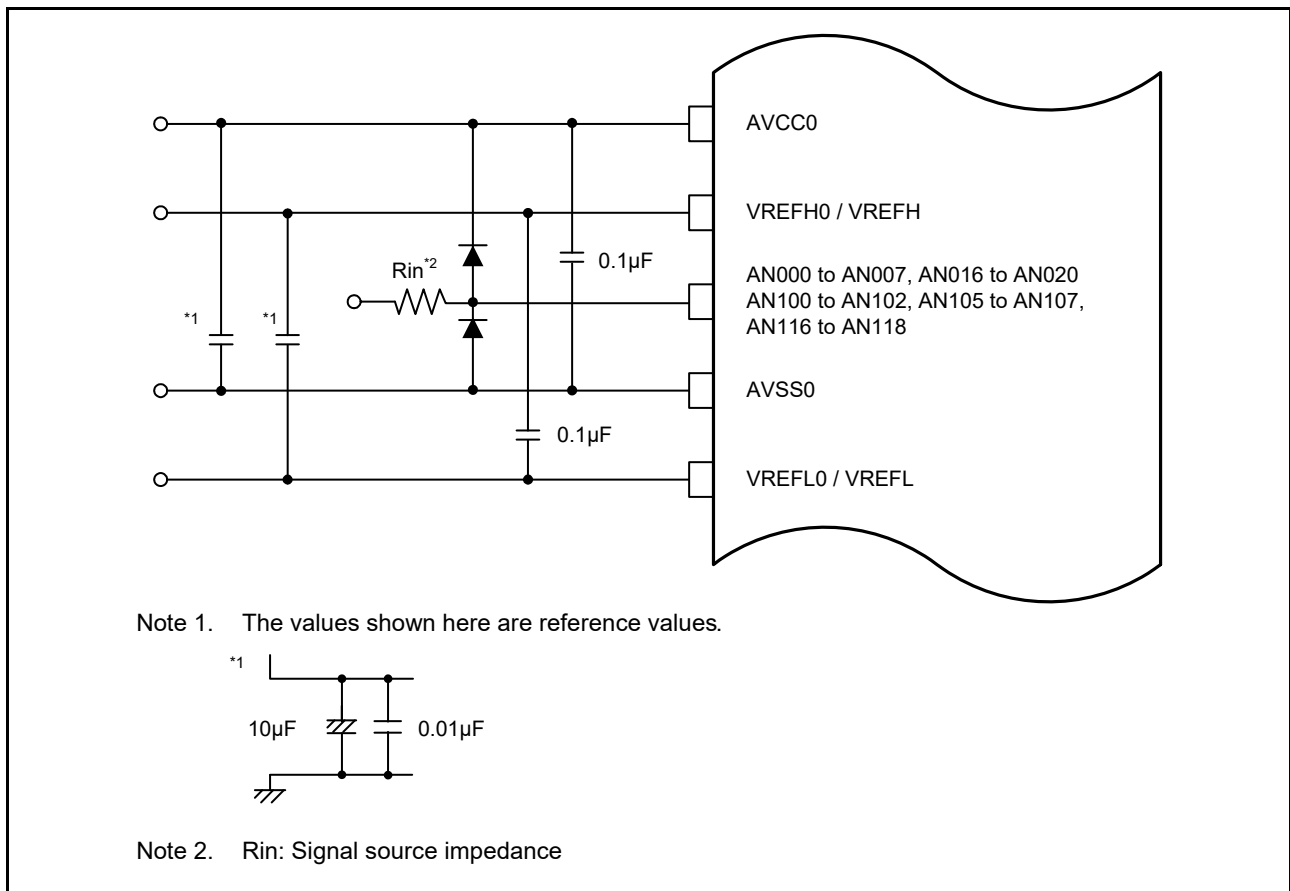 AVCC0
VREFH0 / VREFH
0.1µF
Rin*2
AN000 to AN007, AN016 to AN020
AN100 to AN102, AN105 to AN107,
AN116 to AN118
*1
*1
AVSS0
0.1µF
VREFL0 / VREFL
Note 1. The values shown here are reference values.
*1
10µF
0.01µF
Note 2. Rin: Signal source impedance